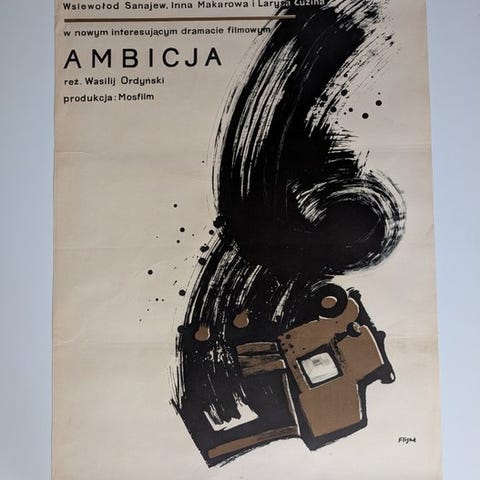 Wsiewołod Sanajew, Inna Makarowa i Larysa Łużina
w nowym interesującym dramacie filmowym
AMBICJA
reż. Wasilij Ordyński
produkcja: Mosfilm
Flisak